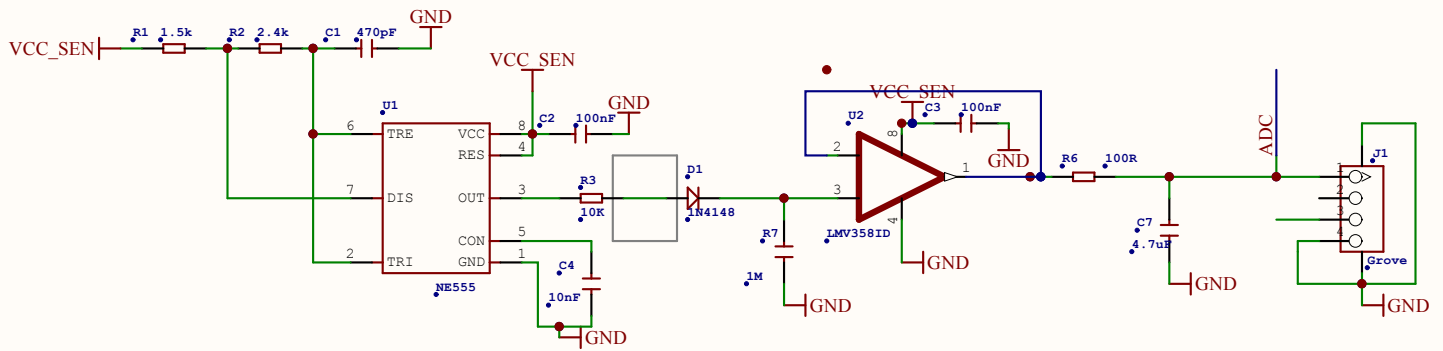 GND
VCC_SEN
R1 1.5k
R2 2.4k
C1 470pF
VCC_SEN
GND
C2 100nF
U1
6 TRE
7 DIS
2 TRI
VCC 8
RES 4
OUT 3
CON 5
GND 1
NE555
R3
10K
C4
10nF
GND
D1
1N4148
R7
1M
GND
VCC_SEN
U2
C3 100nF
GND
8
2
3
1
4
LMV358ID
GND
R6 100R
C7
4.7uF
GND
ADC
J1
1
2
3
4
Grove
GND